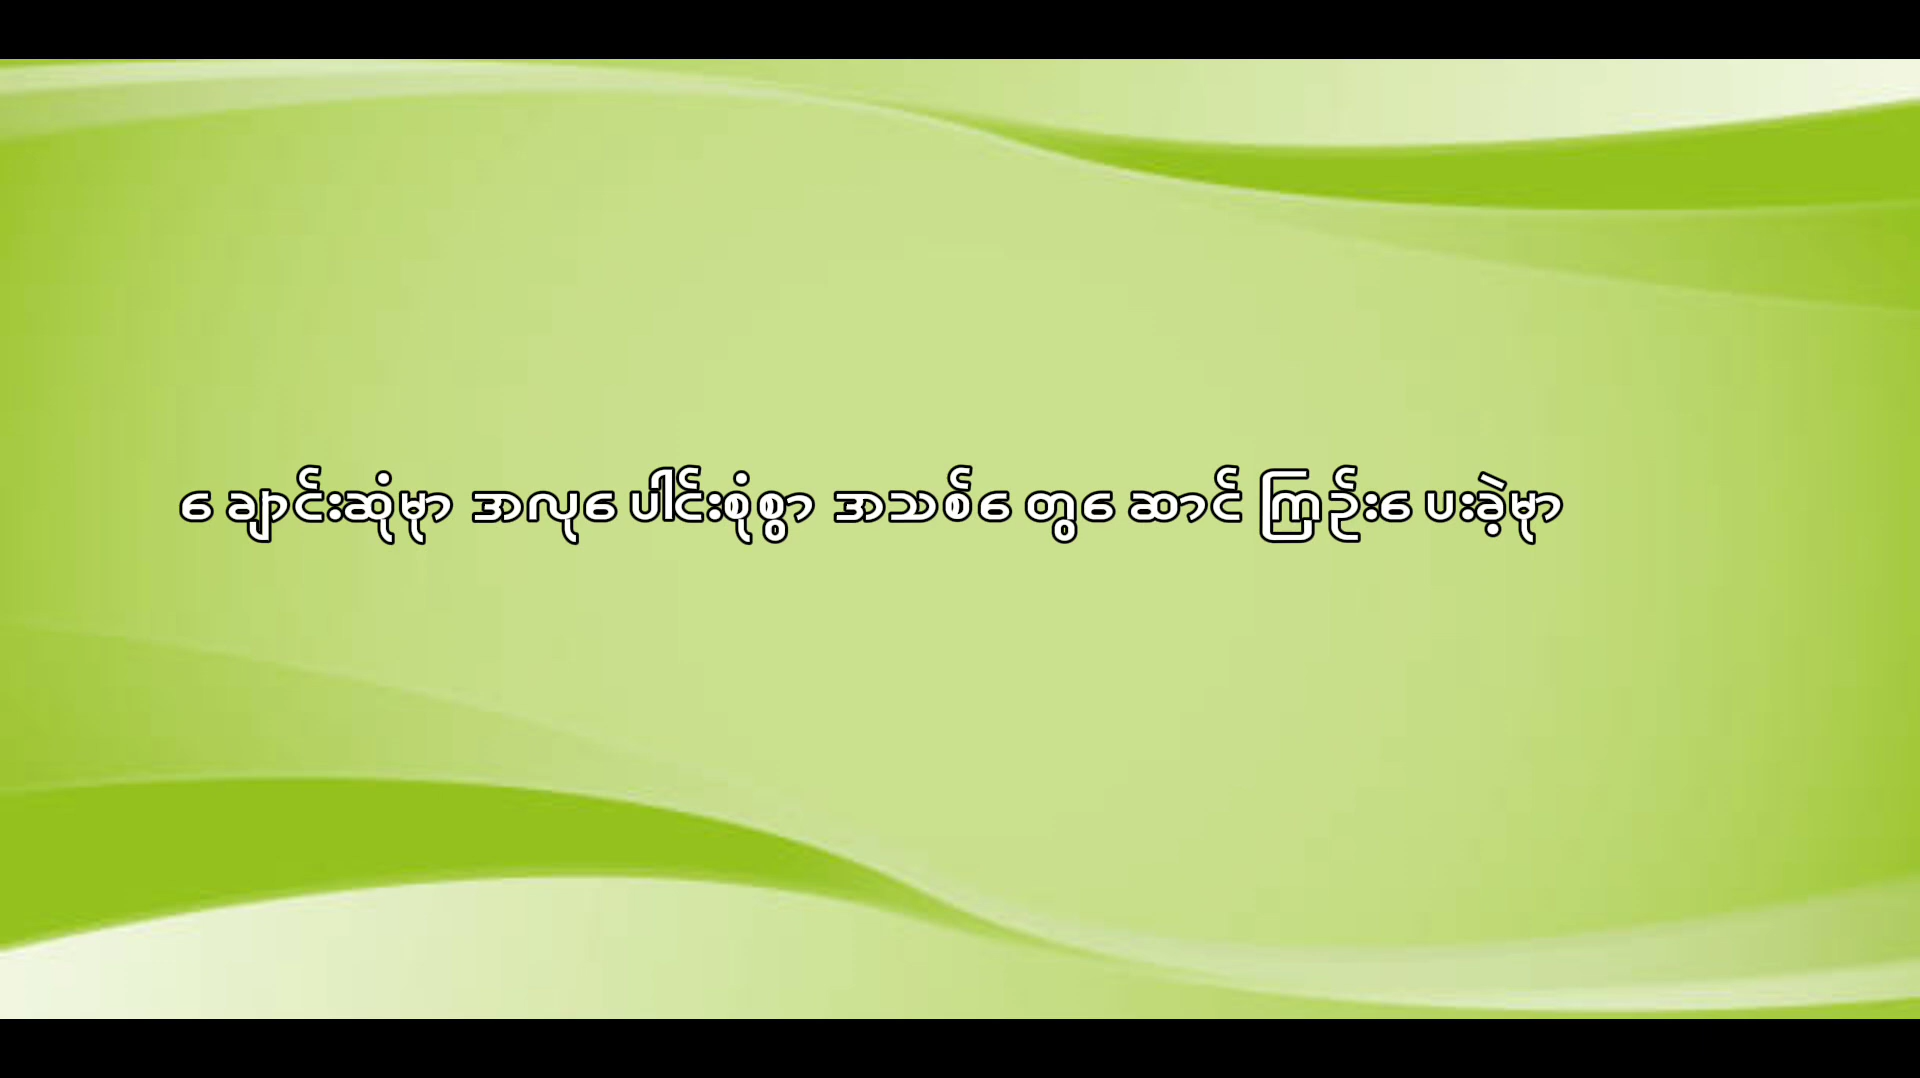 ချောင်းဆုံမှာ အလုပေါင်းစုံစွာ အသစ်တွေဆောင် ကြဉ်းပေးခဲ့မှာ